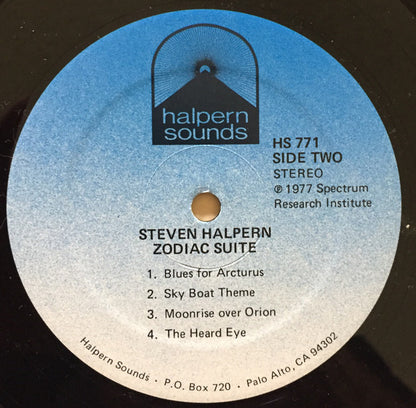 halpern
sounds
HS 771
SIDE TWO
STEREO
℗ 1977 Spectrum
Research Institute
STEVEN HALPERN
ZODIAC SUITE
1. Blues for Arcturus
2. Sky Boat Theme
3. Moonrise over Orion
4. The Heard Eye
Halpern Sounds · P.O. Box 720 · Palo Alto, CA 94302